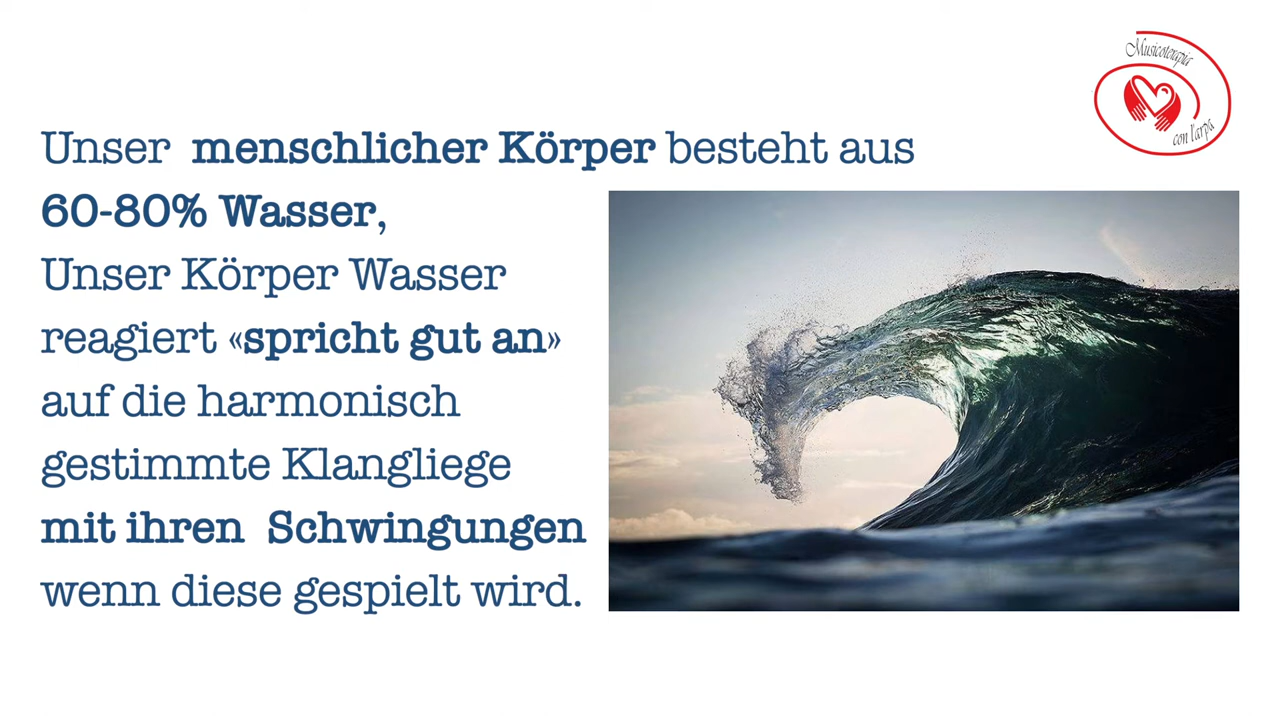 Musicoterapia
con l'arpa
Unser menschlicher Körper besteht aus
60-80% Wasser,
Unser Körper Wasser
reagiert «spricht gut an»
auf die harmonisch
gestimmte Klangliege
mit ihren Schwingungen
wenn diese gespielt wird.